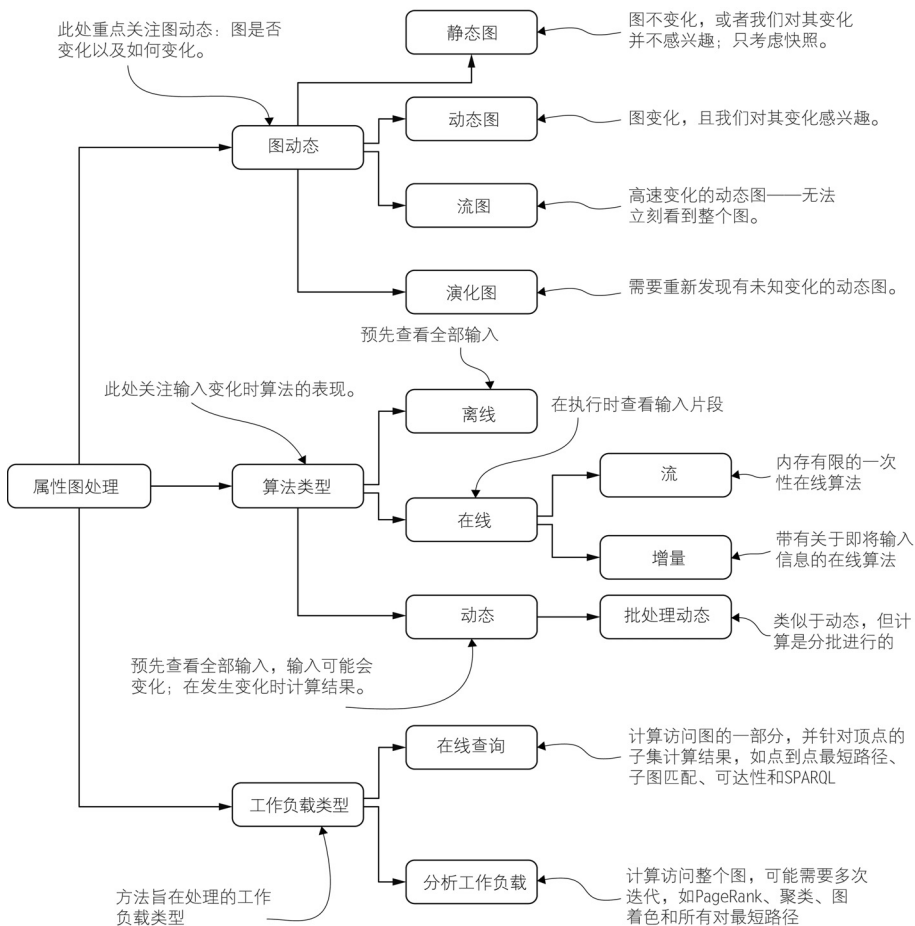 此处重点关注图动态：图是否
变化以及如何变化。
静态图
图不变化，或者我们对其变化
并不感兴趣；只考虑快照。
动态图
图变化，且我们对其变化感兴趣。
图动态
流图
高速变化的动态图——无法
立刻看到整个图。
演化图
需要重新发现有未知变化的动态图。
预先查看全部输入
此处关注输入变化时算法的表现。
离线
在执行时查看输入片段
属性图处理
算法类型
在线
流
内存有限的一次
性在线算法
增量
带有关于即将输入
信息的在线算法
动态
批处理动态
类似于动态，但计
算是分批进行的
预先查看全部输入，输入可能会
变化；在发生变化时计算结果。
在线查询
计算访问图的一部分，并针对顶点的
子集计算结果，如点到点最短路径、
子图匹配、可达性和SPARQL
工作负载类型
方法旨在处理的工作
负载类型
分析工作负载
计算访问整个图，可能需要多次
迭代，如PageRank、聚类、图
着色和所有对最短路径